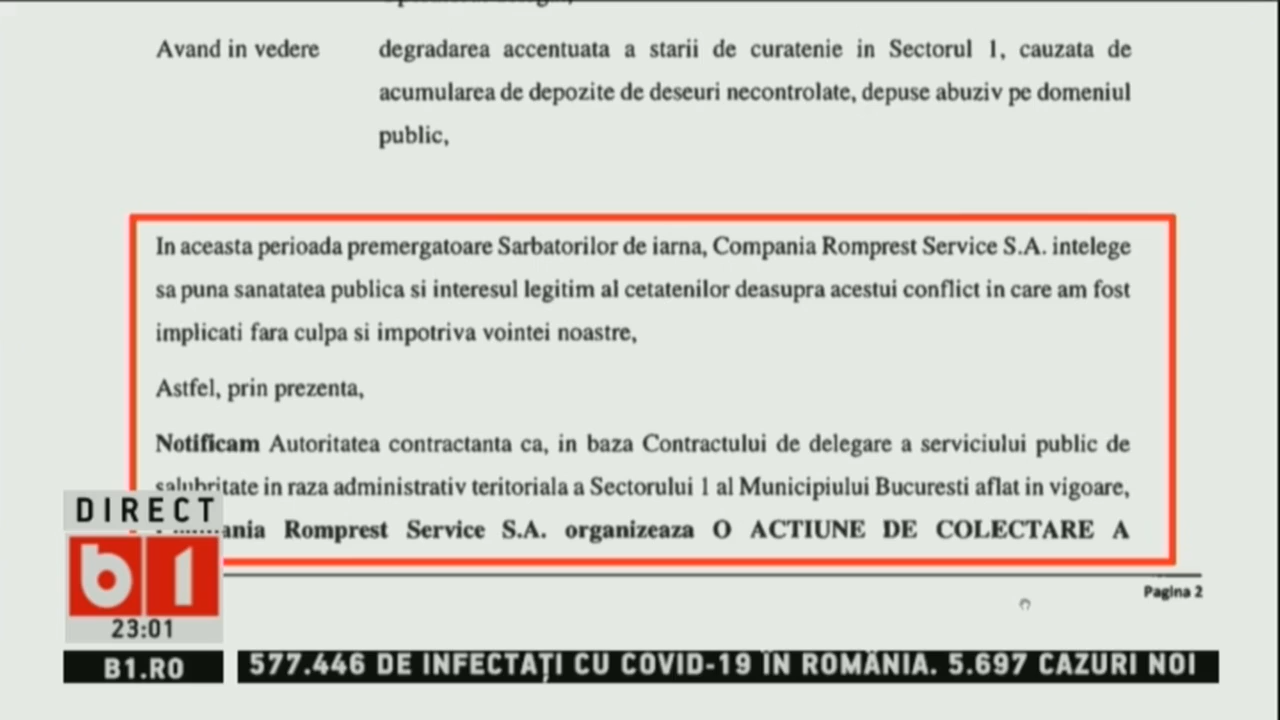 Avand in vedere
degradarea accentuata a starii de curatenie in Sectorul 1, cauzata de
acumularea de depozite de deseuri necontrolate, depuse abuziv pe domeniul
public,
In aceasta perioada premergatoare Sarbatorilor de iarna, Compania Romprest Service S.A. intelege
sa puna sanatatea publica si interesul legitim al cetatenilor deasupra acestui conflict in care am fost
implicati fara culpa si impotriva vointei noastre,
Astfel, prin prezenta,
Notificam Autoritatea contractanta ca, in baza Contractului de delegare a serviciului public de
salubritate in raza administrativ teritoriala a Sectorului 1 al Municipiului Bucuresti aflat in vigoare,
Romprest Service S.A. organizeaza O ACTIUNE DE COLECTARE A
Pagina 2
DIRECT
b1
23:01
B1.RO
577.446 DE INFECTAȚI CU COVID-19 ÎN ROMÂNIA. 5.697 CAZURI NOI